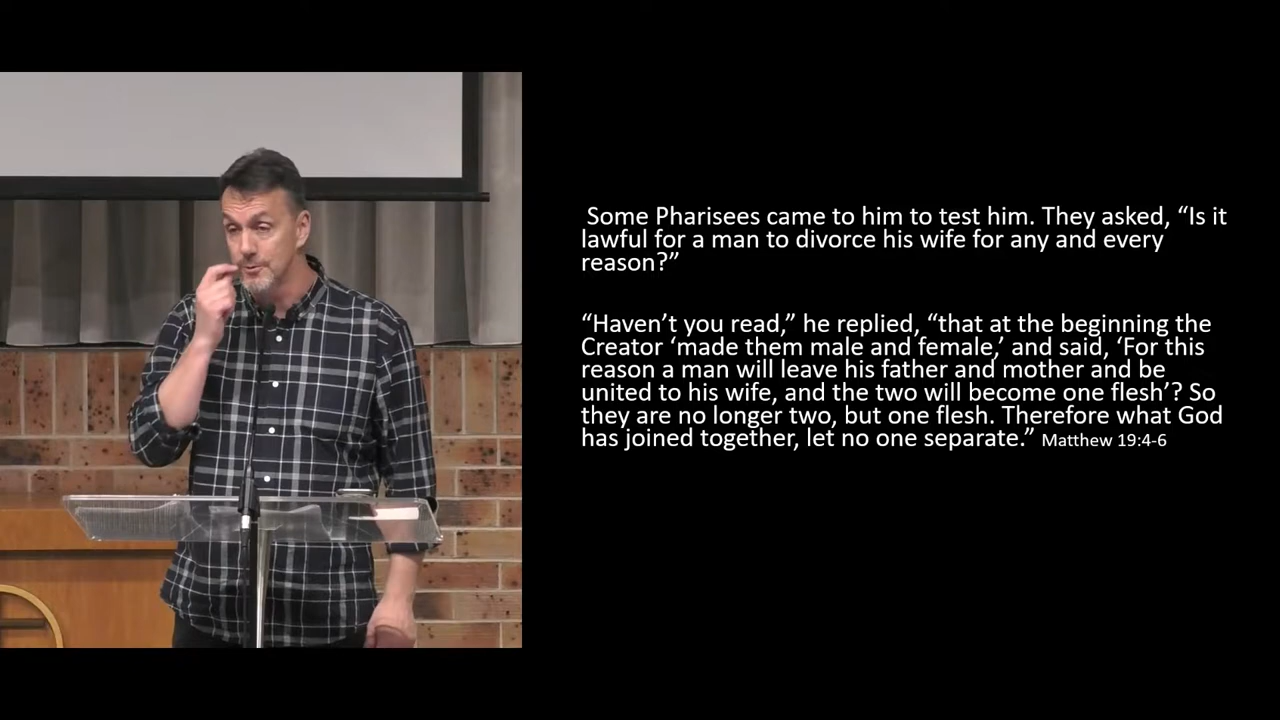 Some Pharisees came to him to test him. They asked, “Is it
lawful for a man to divorce his wife for any and every
reason?”
“Haven’t you read,” he replied, “that at the beginning the
Creator ‘made them male and female,’ and said, ‘For this
reason a man will leave his father and mother and be
united to his wife, and the two will become one flesh’? So
they are no longer two, but one flesh. Therefore what God
has joined together, let no one separate.” Matthew 19:4-6